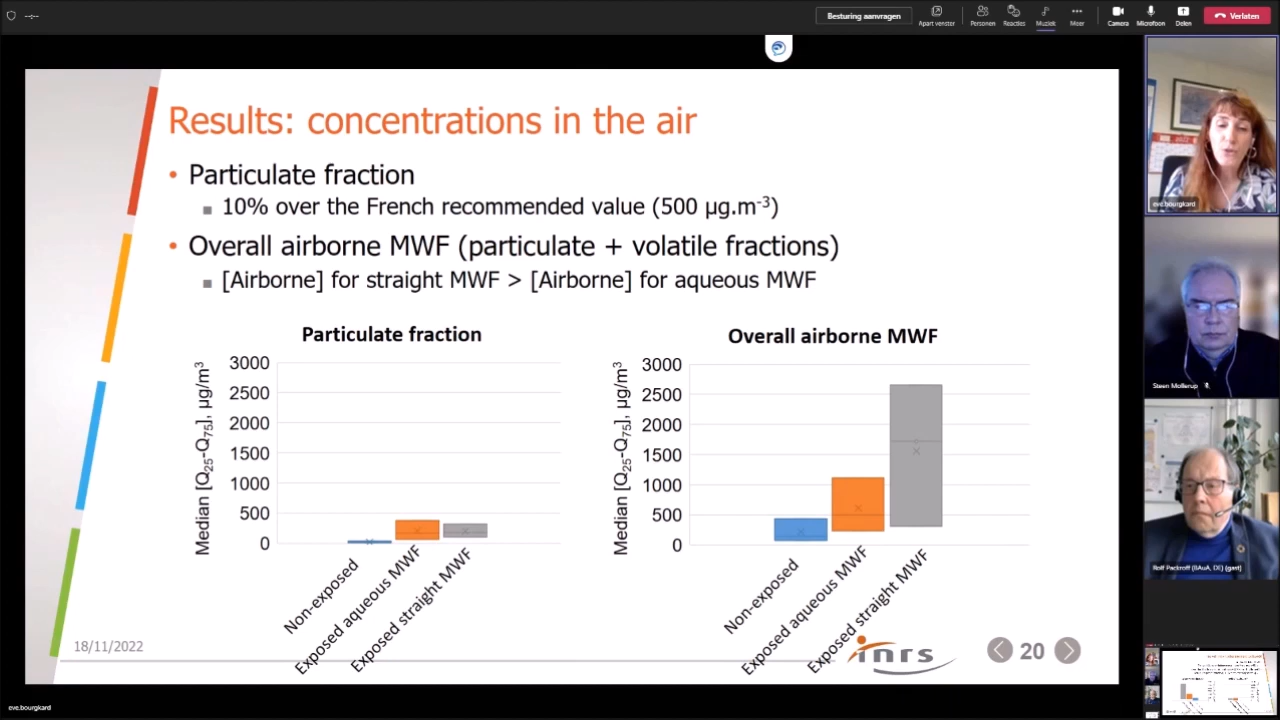 Besturing aanvragen
Apart venster
Personen
Reacties
Muziek
Meer
Camera
Microfoon
Delen
Verlaten
Results: concentrations in the air
• Particulate fraction
10% over the French recommended value (500 µg.m⁻³)
• Overall airborne MWF (particulate + volatile fractions)
[Airborne] for straight MWF > [Airborne] for aqueous MWF
Particulate fraction
Median [Q₂₅-Q₇₅], µg/m³
3000
2500
2000
1500
1000
500
0
Non-exposed
Exposed aqueous MWF
Exposed straight MWF
Overall airborne MWF
Median [Q₂₅-Q₇₅], µg/m³
3000
2500
2000
1500
1000
500
0
Non-exposed
Exposed aqueous MWF
Exposed straight MWF
18/11/2022
inrs
20
eve.bourgkard
Steen Mollerup
Rolf Packroff (BAuA, DE) (gast)
eve.bourgkard